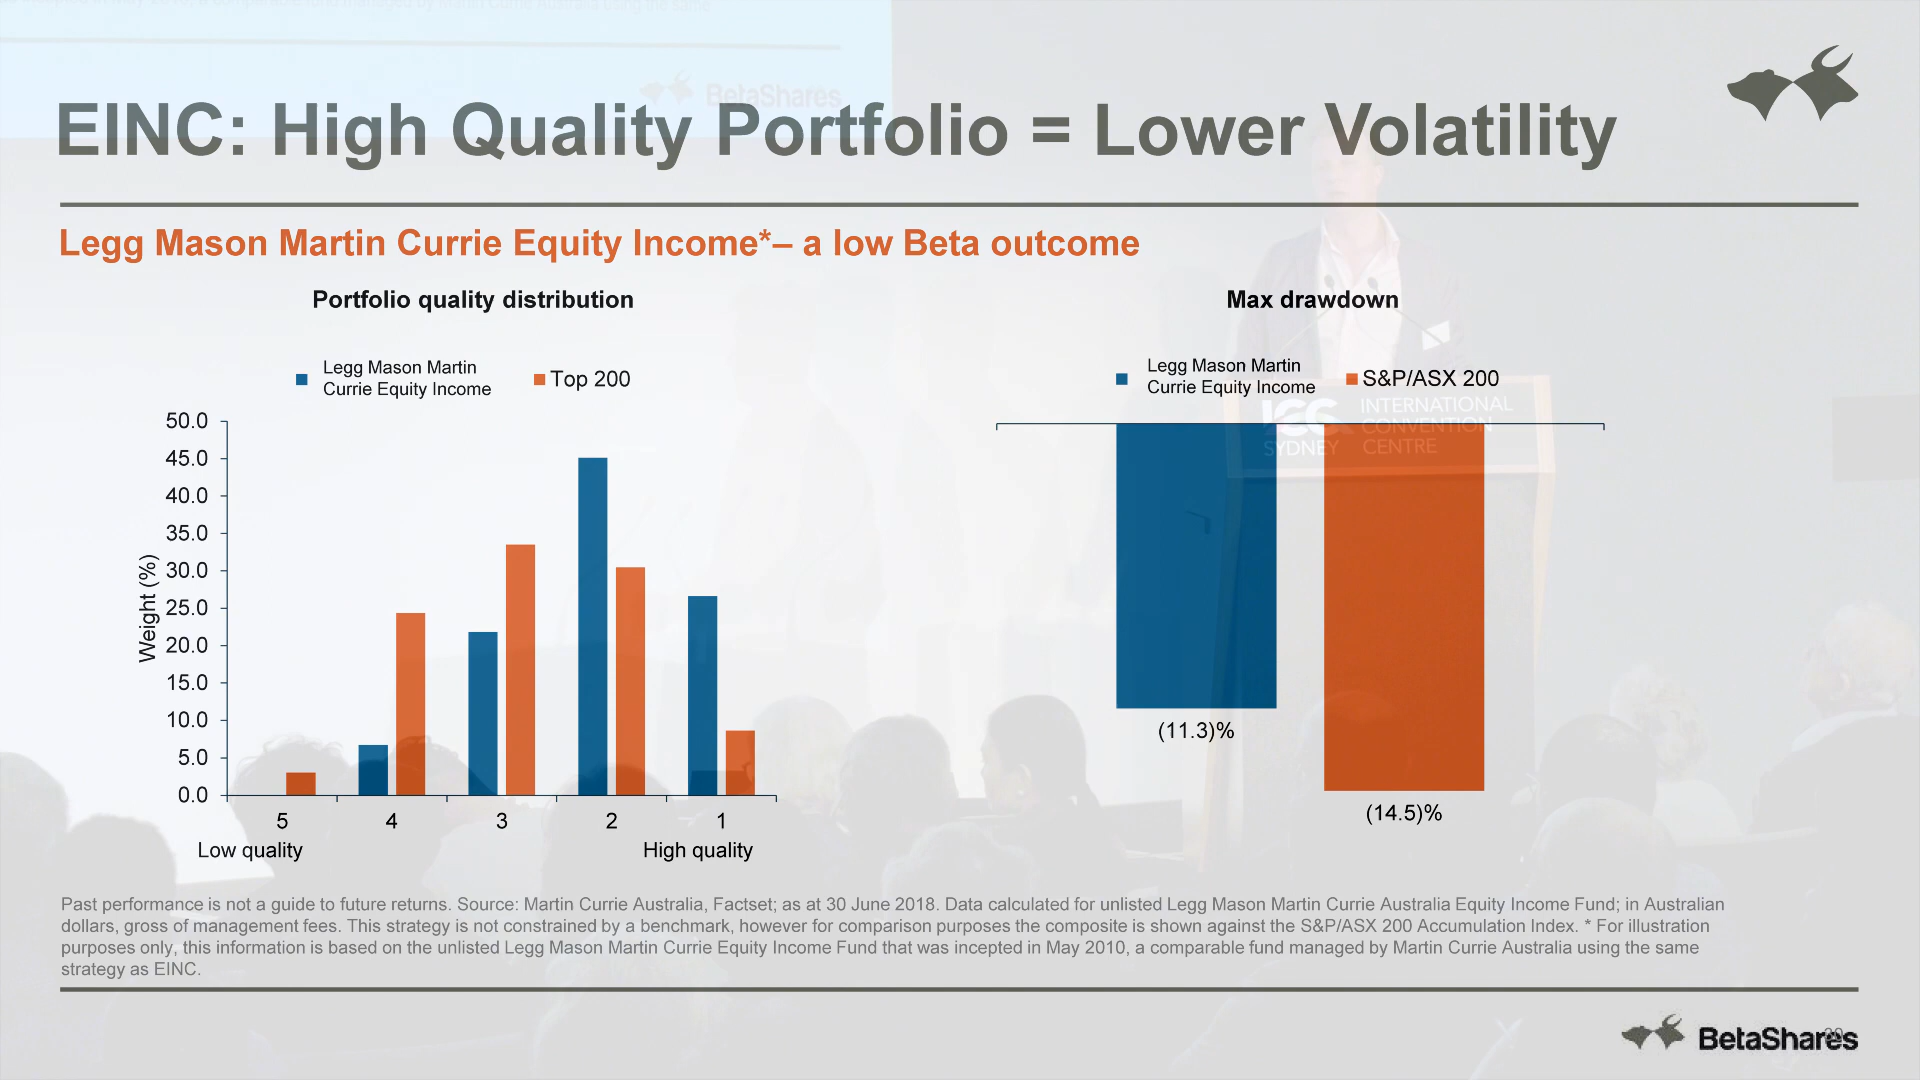 BetaShares
EINC: High Quality Portfolio = Lower Volatility
Legg Mason Martin Currie Equity Income*– a low Beta outcome
Portfolio quality distribution
Legg Mason Martin
Currie Equity Income
Top 200
50.0
45.0
40.0
35.0
30.0
25.0
20.0
15.0
10.0
5.0
0.0
Weight (%)
5
4
3
2
1
Low quality
High quality
Max drawdown
Legg Mason Martin
Currie Equity Income
S&P/ASX 200
ICC
SYDNEY
INTERNATIONAL
CONVENTION
CENTRE
(11.3)%
(14.5)%
Past performance is not a guide to future returns. Source: Martin Currie Australia, Factset; as at 30 June 2018. Data calculated for unlisted Legg Mason Martin Currie Australia Equity Income Fund; in Australian
dollars, gross of management fees. This strategy is not constrained by a benchmark, however for comparison purposes the composite is shown against the S&P/ASX 200 Accumulation Index. * For illustration
purposes only, this information is based on the unlisted Legg Mason Martin Currie Equity Income Fund that was incepted in May 2010, a comparable fund managed by Martin Currie Australia using the same
strategy as EINC.
BetaShares